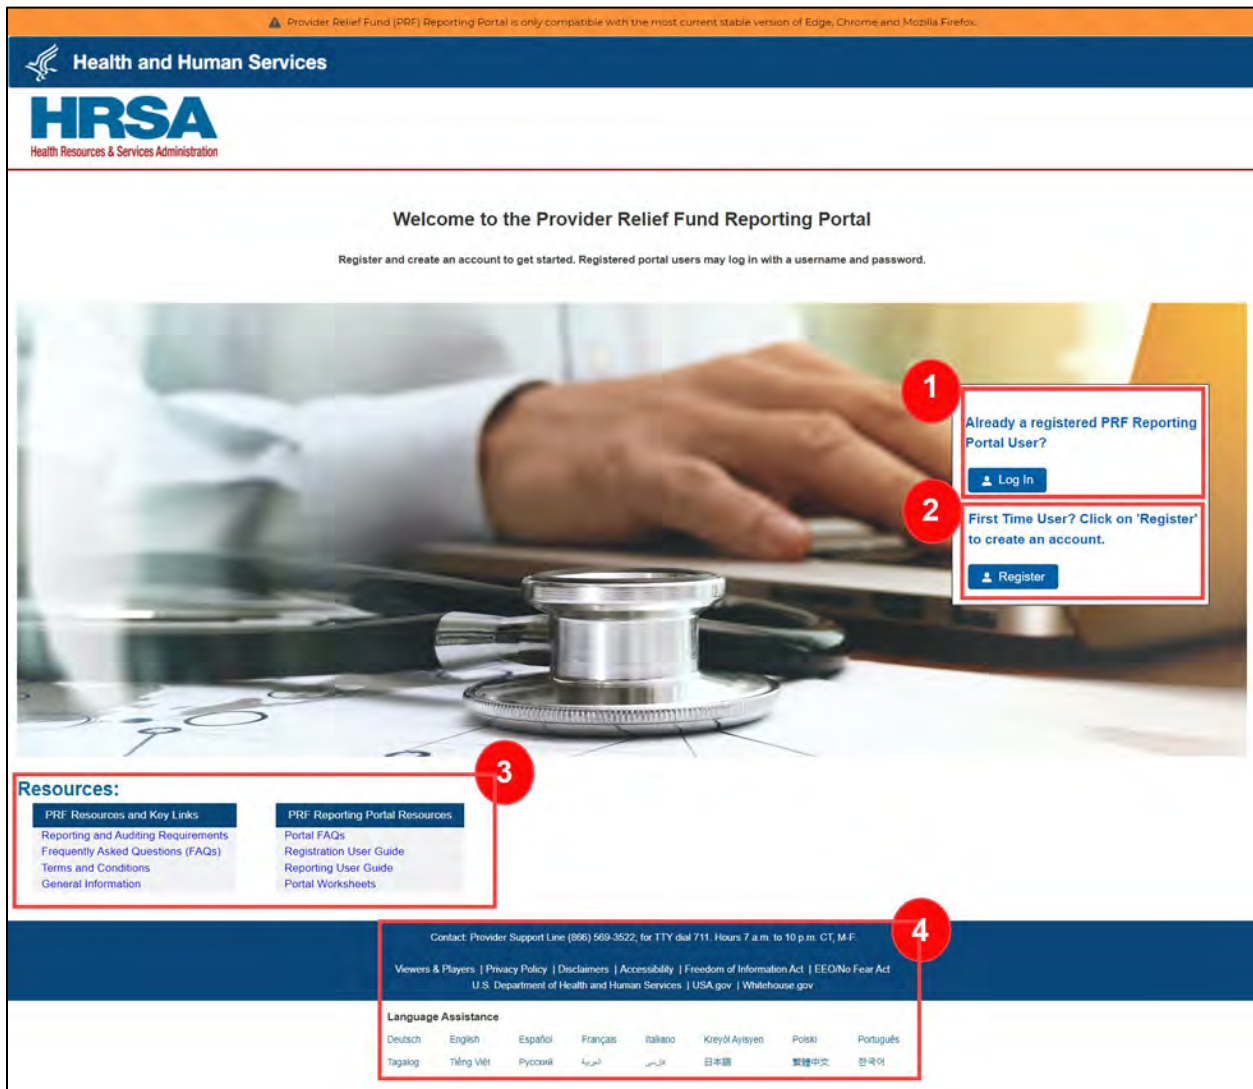 Provider Relief Fund (PRF) Reporting Portal is only compatible with the most current stable version of Edge, Chrome and Mozilla Firefox.
Health and Human Services
HRSA
Health Resources & Services Administration
Welcome to the Provider Relief Fund Reporting Portal
Register and create an account to get started. Registered portal users may log in with a username and password.
1
Already a registered PRF Reporting
Portal User?
Log In
2
First Time User? Click on 'Register'
to create an account.
Register
3
Resources:
PRF Resources and Key Links
Reporting and Auditing Requirements
Frequently Asked Questions (FAQs)
Terms and Conditions
General Information
PRF Reporting Portal Resources
Portal FAQs
Registration User Guide
Reporting User Guide
Portal Worksheets
4
Contact: Provider Support Line (866) 569-3522; for TTY dial 711. Hours 7 a.m. to 10 p.m. CT, M-F.
Viewers & Players | Privacy Policy | Disclaimers | Accessibility | Freedom of Information Act | EEO/No Fear Act
U.S. Department of Health and Human Services | USA.gov | Whitehouse.gov
Language Assistance
Deutsch English Español Français Italiano Kreyòl Ayisyen Polski Português
Tagalog Tiếng Việt Русский العربية فارسی 日本語 繁體中文 한국어